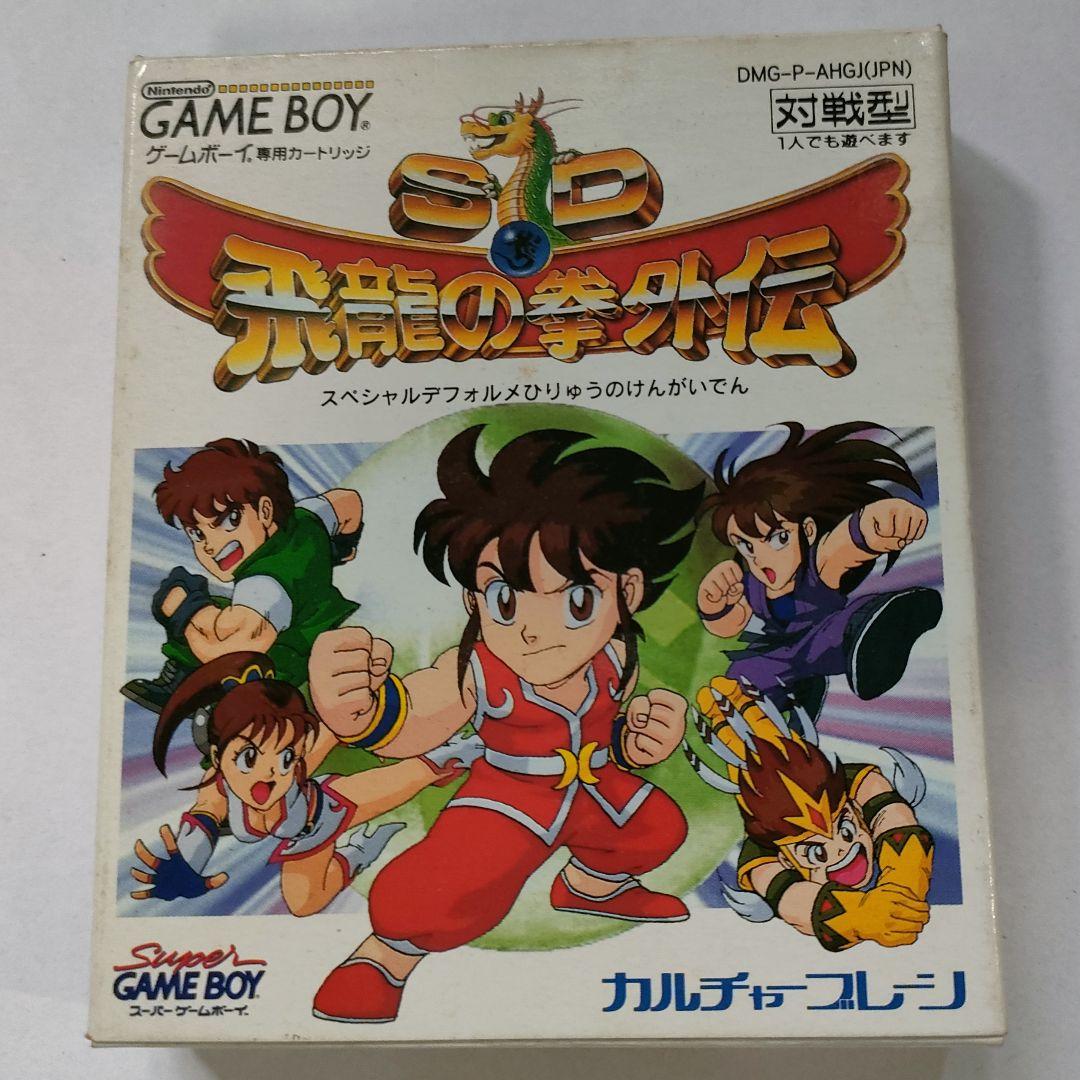 Nintendo
GAME BOY®
ゲームボーイ®専用カートリッジ
DMG-P-AHGJ(JPN)
対戦型
1人でも遊べます
SD
飛龍の拳外伝
スペシャルデフォルメひりゅうのけんがいでん
Super
GAME BOY®
スーパーゲームボーイ®
カルチャーブレーン